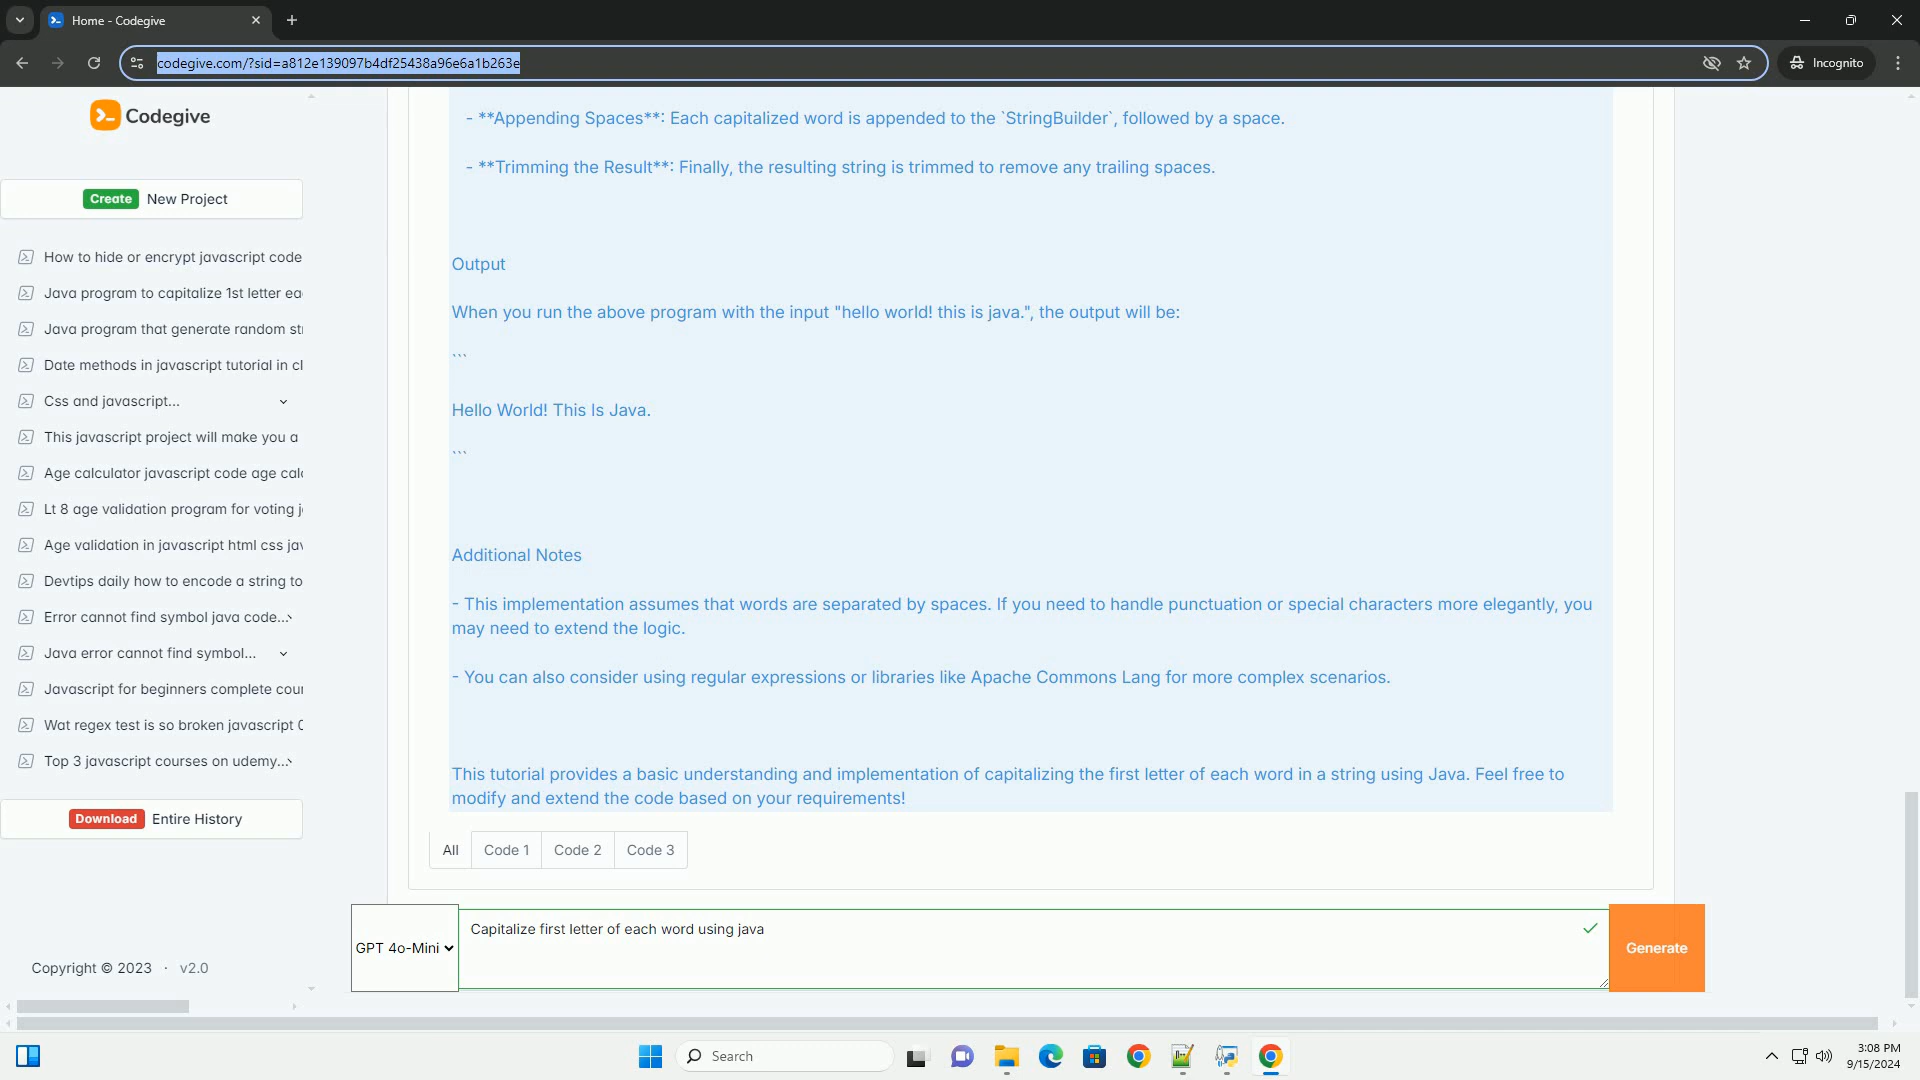 Home - Codegive
codegive.com/?sid=a812e139097b4df25438a96e6a1b263e
Incognito
Codegive
Create New Project
How to hide or encrypt javascript code
Java program to capitalize 1st letter ea
Java program that generate random st
Date methods in javascript tutorial in cl
Css and javascript...
This javascript project will make you a
Age calculator javascript code age calc
Lt 8 age validation program for voting j
Age validation in javascript html css jav
Devtips daily how to encode a string to
Error cannot find symbol java code...
Java error cannot find symbol...
Javascript for beginners complete cour
Wat regex test is so broken javascript
Top 3 javascript courses on udemy...
Download Entire History
Copyright © 2023 · v2.0
- **Appending Spaces**: Each capitalized word is appended to the `StringBuilder`, followed by a space.
- **Trimming the Result**: Finally, the resulting string is trimmed to remove any trailing spaces.
Output
When you run the above program with the input "hello world! this is java.", the output will be:
```
Hello World! This Is Java.
```
Additional Notes
- This implementation assumes that words are separated by spaces. If you need to handle punctuation or special characters more elegantly, you
may need to extend the logic.
- You can also consider using regular expressions or libraries like Apache Commons Lang for more complex scenarios.
This tutorial provides a basic understanding and implementation of capitalizing the first letter of each word in a string using Java. Feel free to
modify and extend the code based on your requirements!
All Code 1 Code 2 Code 3
GPT 4o-Mini
Capitalize first letter of each word using java
Generate
Search
3:08 PM
9/15/2024